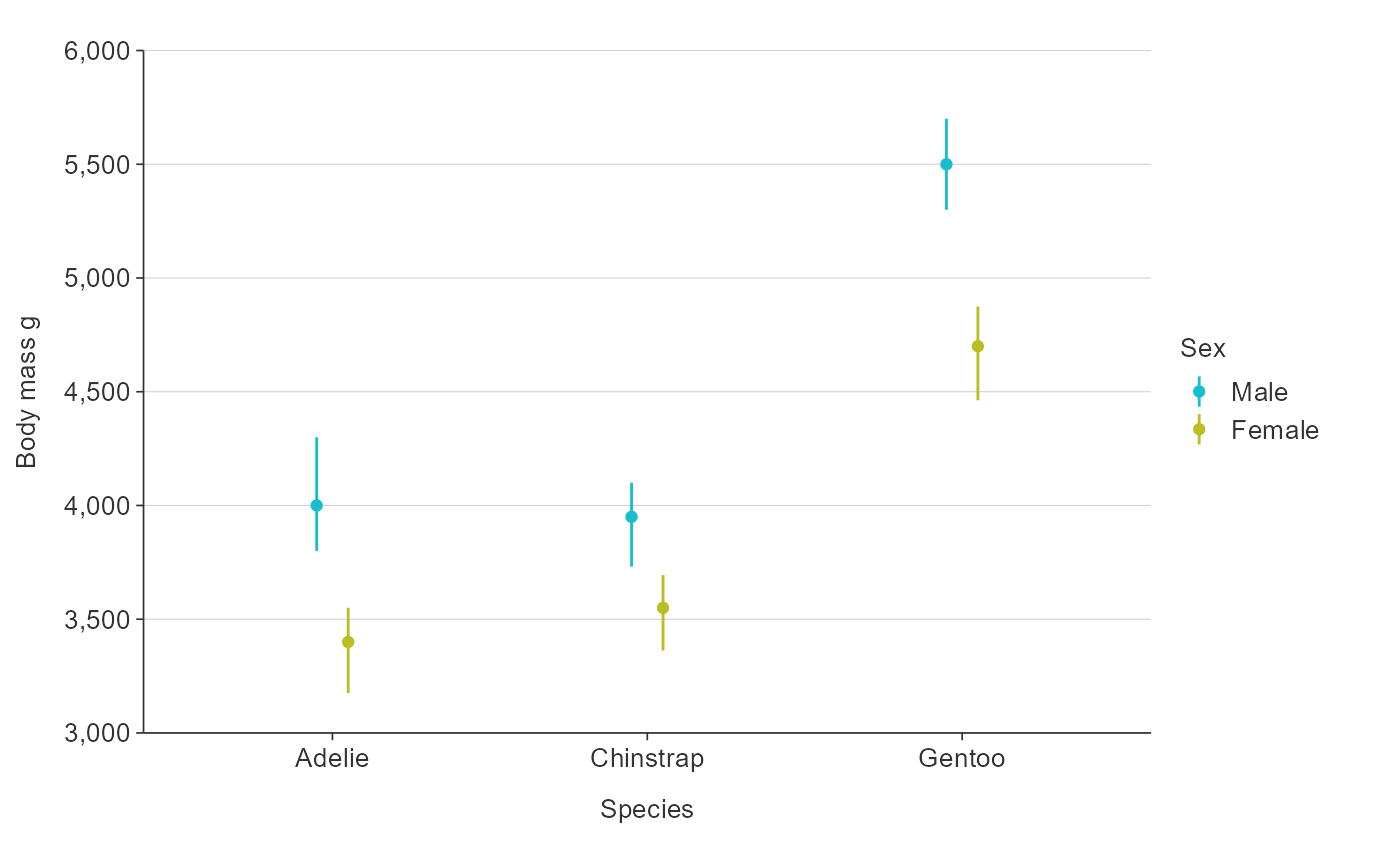 6,000
5,500
5,000
4,500
4,000
3,500
3,000
Body mass g
Adelie
Chinstrap
Gentoo
Species
Sex
Male
Female